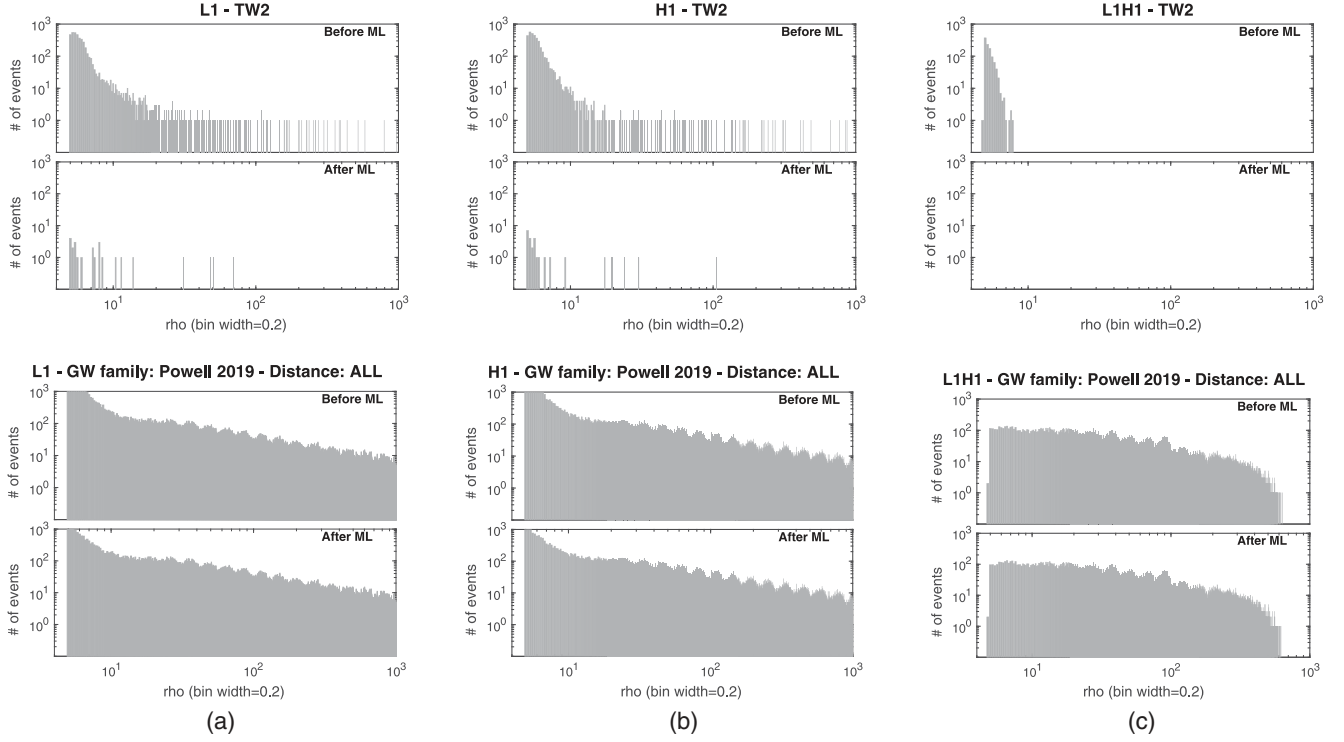 L1 - TW2
Before ML
# of events
10^3
10^2
10^1
10^0
After ML
# of events
10^3
10^2
10^1
10^0
10^1
10^2
10^3
rho (bin width=0.2)
H1 - TW2
Before ML
# of events
10^3
10^2
10^1
10^0
After ML
# of events
10^3
10^2
10^1
10^0
10^1
10^2
10^3
rho (bin width=0.2)
L1H1 - TW2
Before ML
# of events
10^3
10^2
10^1
10^0
After ML
# of events
10^3
10^2
10^1
10^0
10^1
10^2
10^3
rho (bin width=0.2)
L1 - GW family: Powell 2019 - Distance: ALL
Before ML
# of events
10^3
10^2
10^1
10^0
After ML
# of events
10^3
10^2
10^1
10^0
10^1
10^2
10^3
rho (bin width=0.2)
(a)
H1 - GW family: Powell 2019 - Distance: ALL
Before ML
# of events
10^3
10^2
10^1
10^0
After ML
# of events
10^3
10^2
10^1
10^0
10^1
10^2
10^3
rho (bin width=0.2)
(b)
L1H1 - GW family: Powell 2019 - Distance: ALL
Before ML
# of events
10^3
10^2
10^1
10^0
After ML
# of events
10^3
10^2
10^1
10^0
10^1
10^2
10^3
rho (bin width=0.2)
(c)